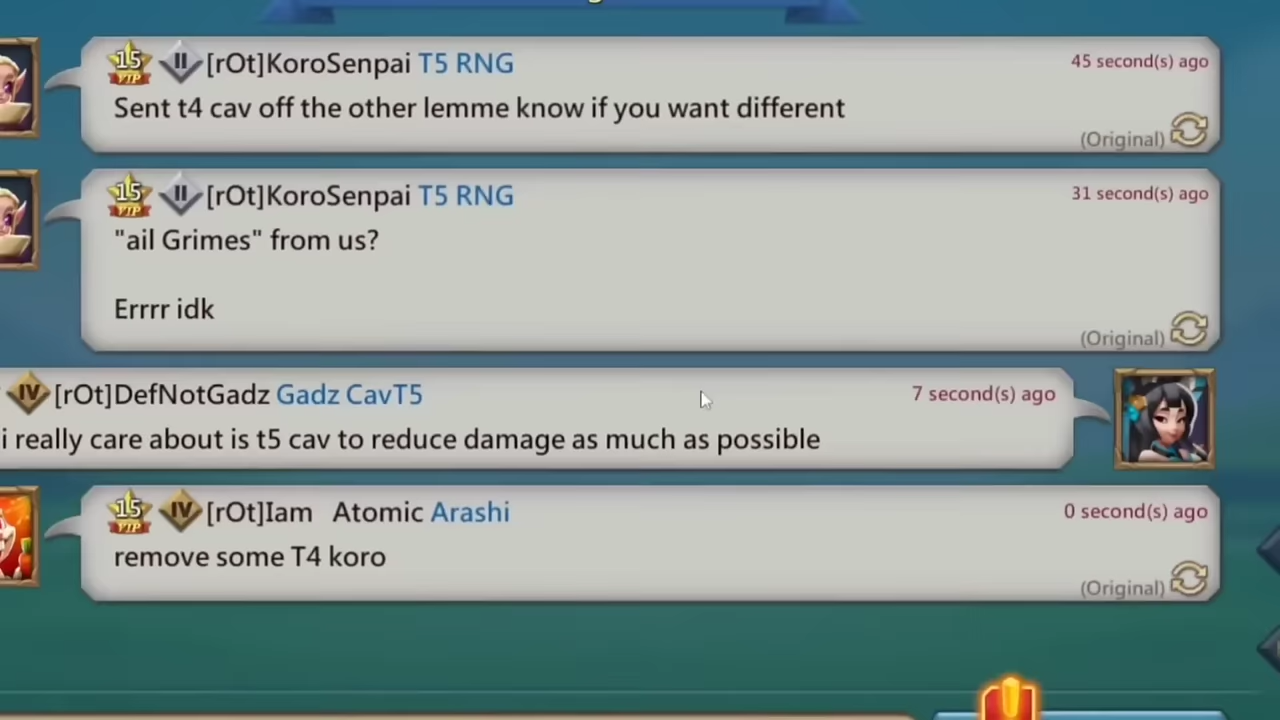 15 VIP II [rOt]KoroSenpai T5 RNG 45 second(s) ago
Sent t4 cav off the other lemme know if you want different
(Original)
15 VIP II [rOt]KoroSenpai T5 RNG 31 second(s) ago
"ail Grimes" from us?
Errrr idk
(Original)
IV [rOt]DefNotGadz Gadz CavT5 7 second(s) ago
i really care about is t5 cav to reduce damage as much as possible
15 VIP IV [rOt]Iam Atomic Arashi 0 second(s) ago
remove some T4 koro
(Original)